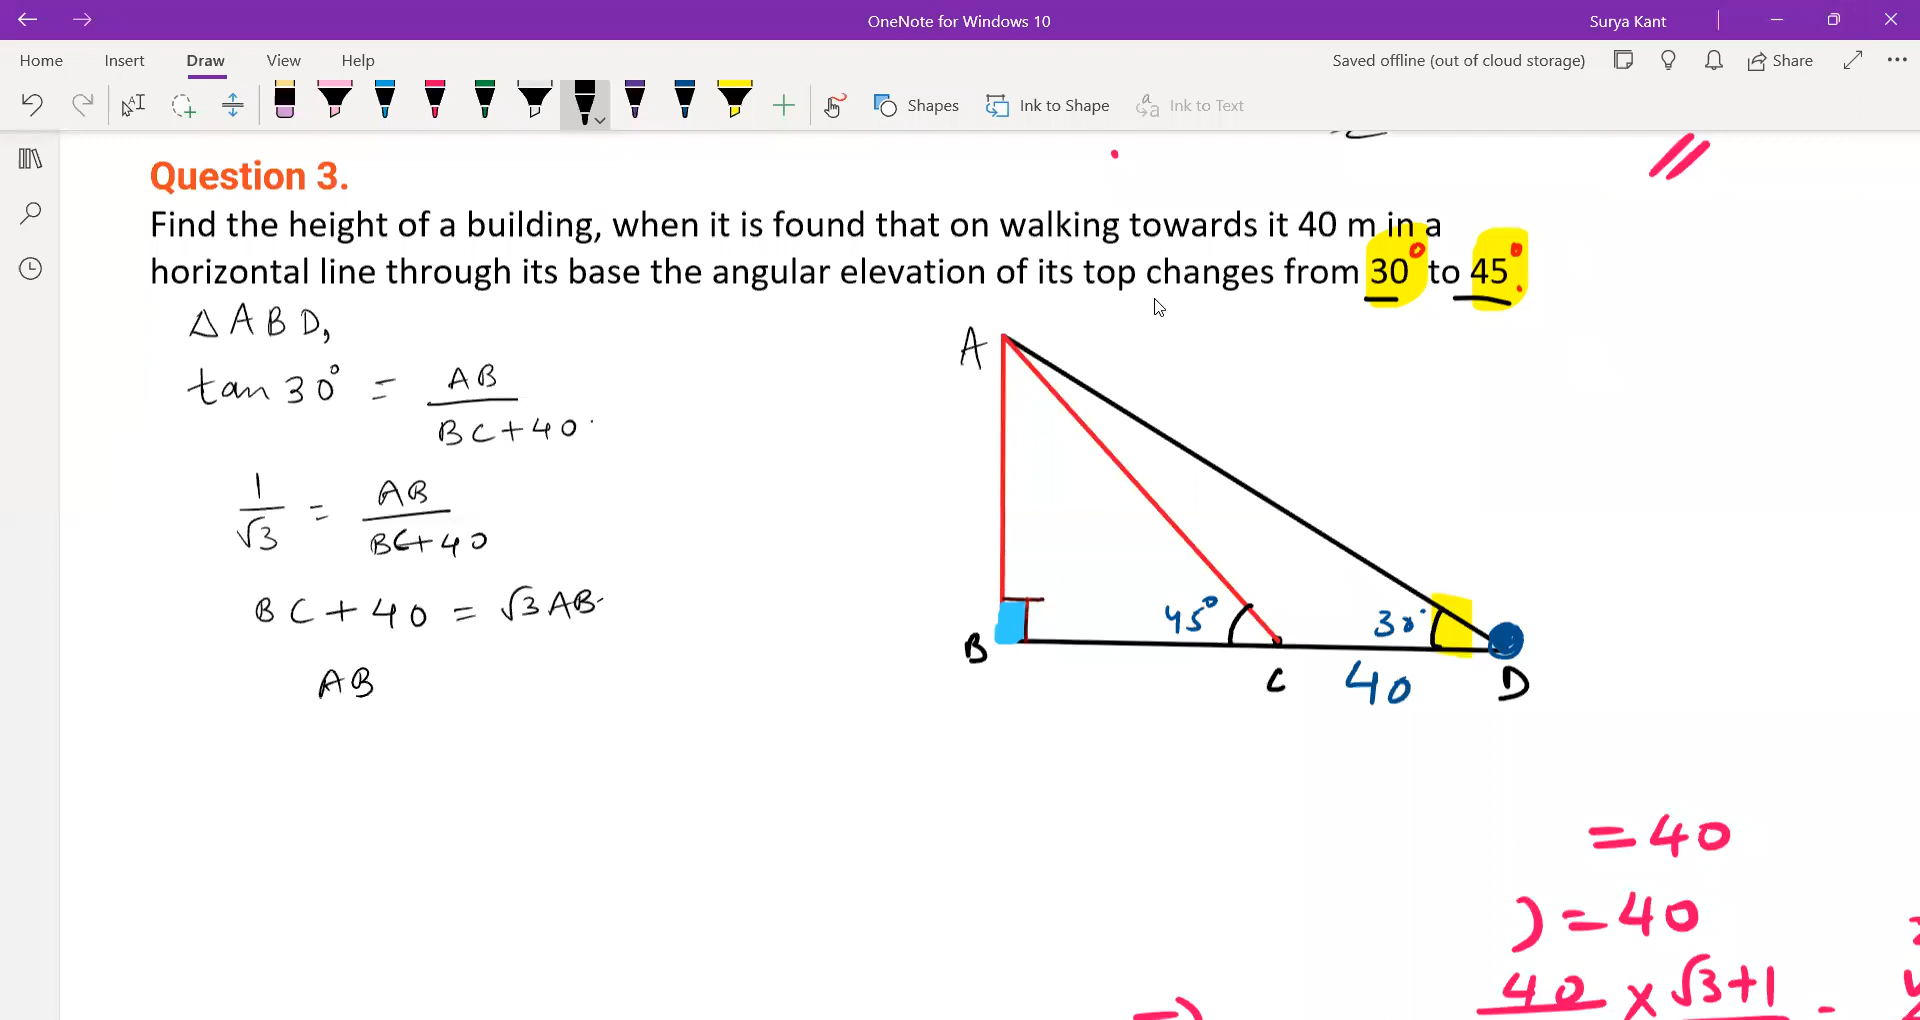 OneNote for Windows 10
Surya Kant
Home Insert Draw View Help
Saved offline (out of cloud storage)
Share
Shapes
Ink to Shape
Ink to Text
Question 3.
Find the height of a building, when it is found that on walking towards it 40 m in a
horizontal line through its base the angular elevation of its top changes from 30° to 45°.
△ ABD,
tan 30° = AB / BC+40
1/√3 = AB / BC+40
BC + 40 = √3 AB
AB
A
45°
30°
B
C
40
D
= 40
) = 40
40 × √3+1